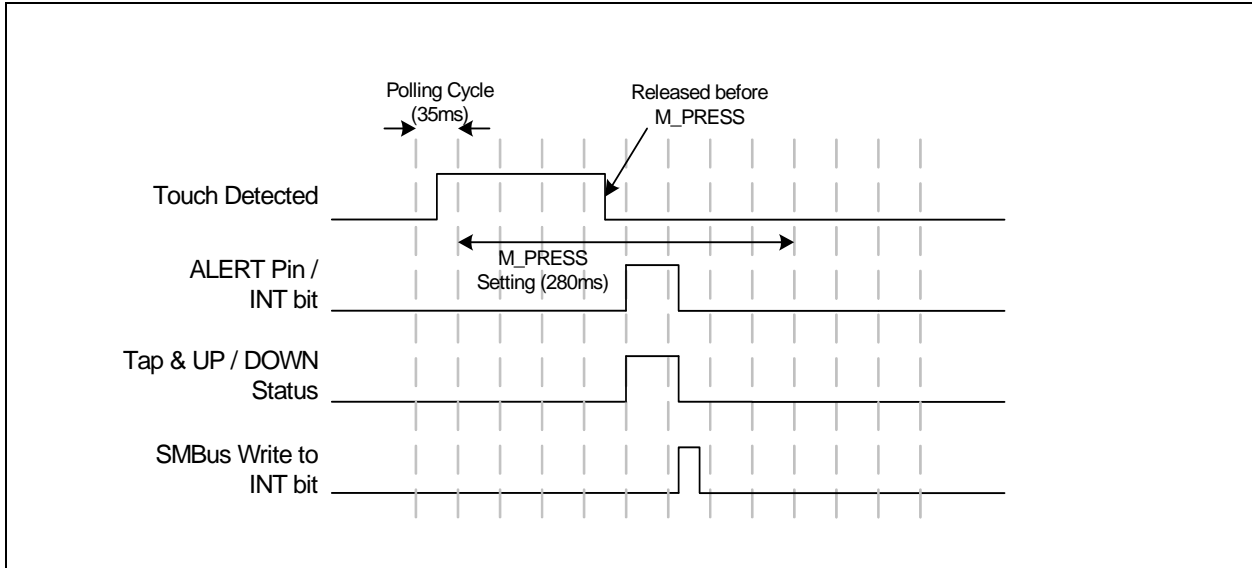 Polling Cycle
(35ms)
Released before
M_PRESS
Touch Detected
M_PRESS
Setting (280ms)
ALERT Pin /
INT bit
Tap & UP / DOWN
Status
SMBus Write to
INT bit